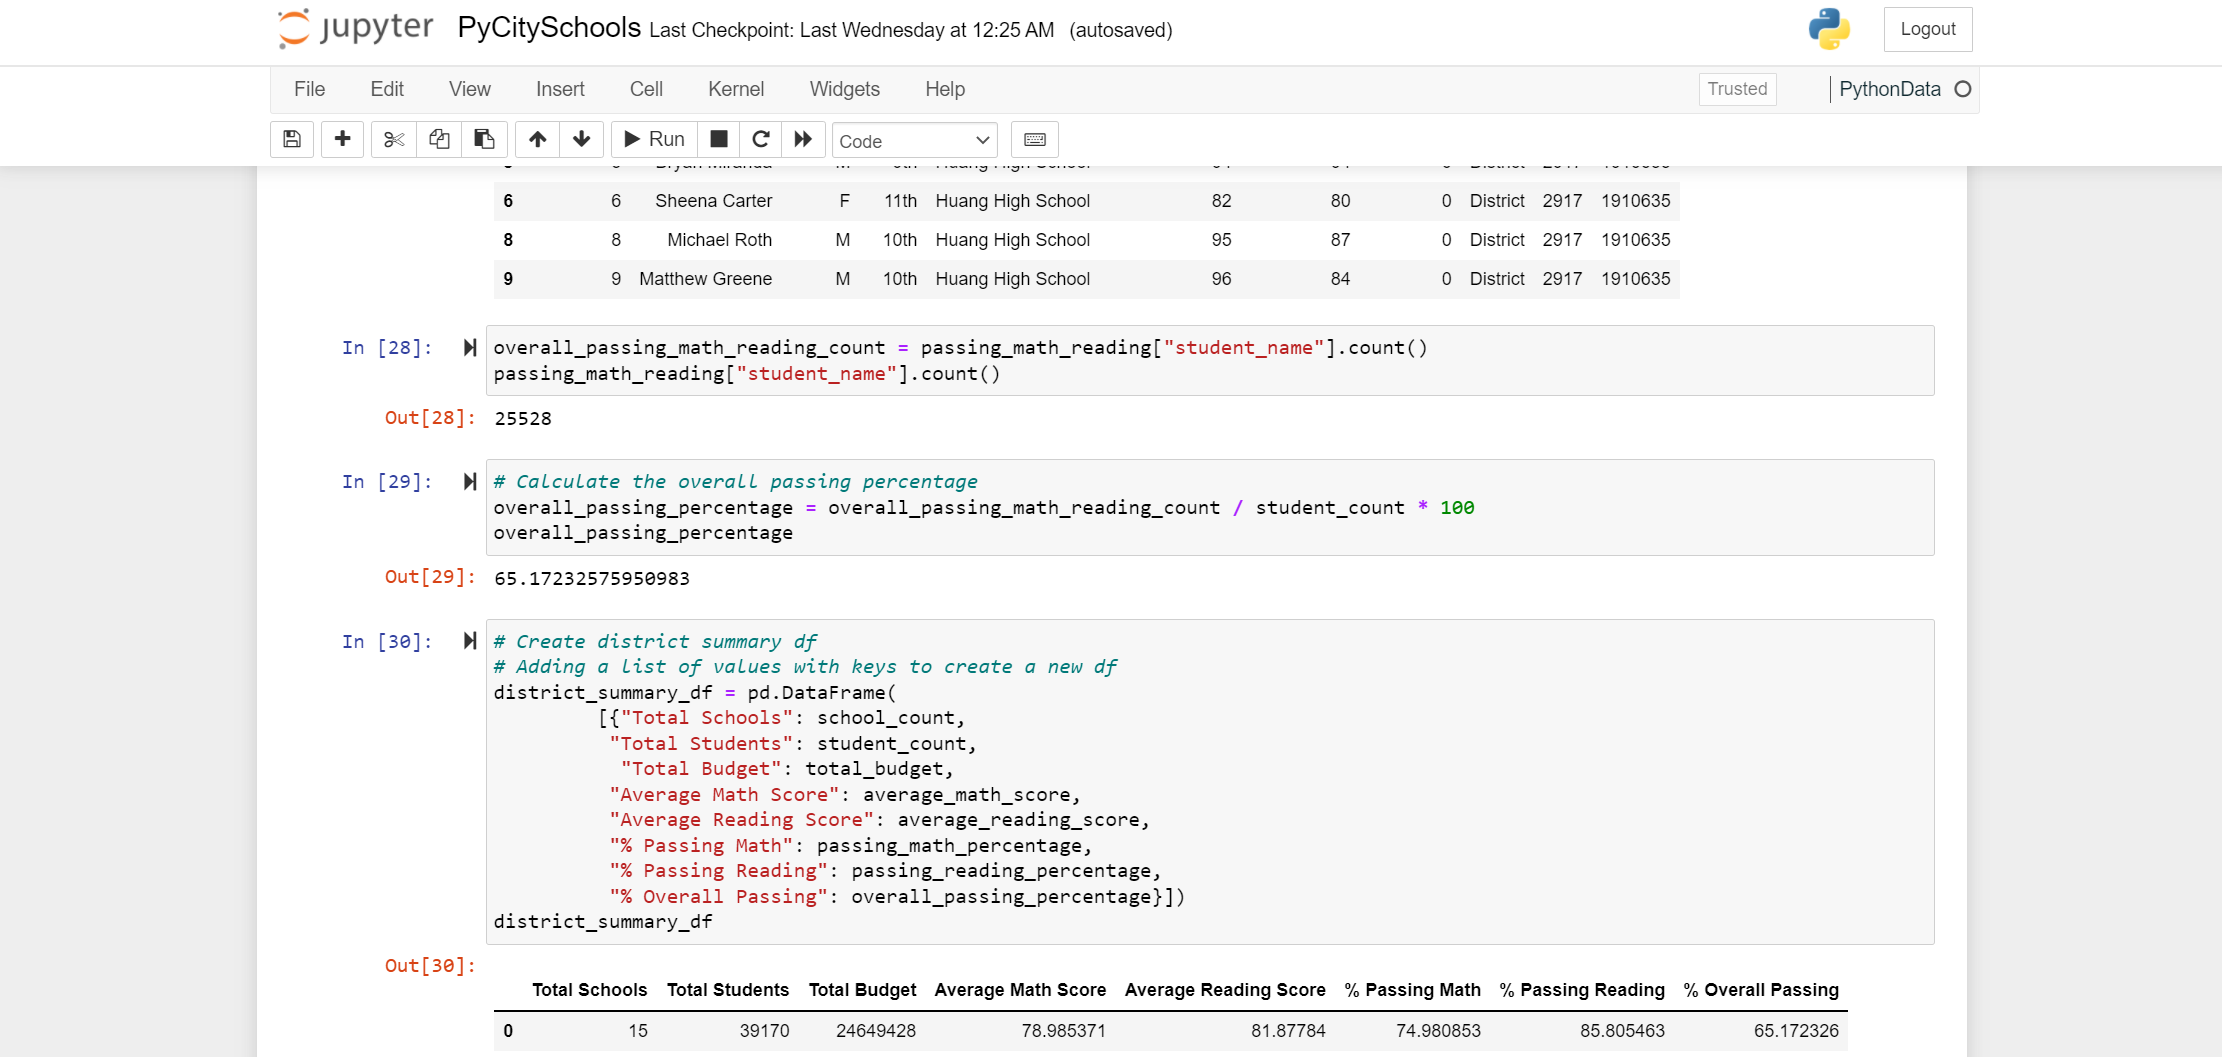 jupyter PyCitySchools Last Checkpoint: Last Wednesday at 12:25 AM (autosaved) Logout
File Edit View Insert Cell Kernel Widgets Help Trusted PythonData
Run Code
6 6 Sheena Carter F 11th Huang High School 82 80 0 District 2917 1910635
8 8 Michael Roth M 10th Huang High School 95 87 0 District 2917 1910635
9 9 Matthew Greene M 10th Huang High School 96 84 0 District 2917 1910635
In [28]: overall_passing_math_reading_count = passing_math_reading["student_name"].count()
passing_math_reading["student_name"].count()
Out[28]: 25528
In [29]: # Calculate the overall passing percentage
overall_passing_percentage = overall_passing_math_reading_count / student_count * 100
overall_passing_percentage
Out[29]: 65.17232575950983
In [30]: # Create district summary df
# Adding a list of values with keys to create a new df
district_summary_df = pd.DataFrame(
[{"Total Schools": school_count,
"Total Students": student_count,
"Total Budget": total_budget,
"Average Math Score": average_math_score,
"Average Reading Score": average_reading_score,
"% Passing Math": passing_math_percentage,
"% Passing Reading": passing_reading_percentage,
"% Overall Passing": overall_passing_percentage}])
district_summary_df
Out[30]:
Total Schools Total Students Total Budget Average Math Score Average Reading Score % Passing Math % Passing Reading % Overall Passing
0 15 39170 24649428 78.985371 81.87784 74.980853 85.805463 65.172326